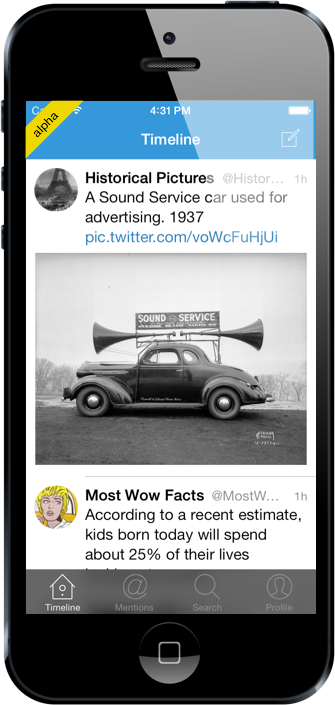 alpha
4:31 PM
Timeline
Historical Pictures @Histor... 1h
A Sound Service car used for
advertising. 1937
pic.twitter.com/voWcFuHjUi
SOUND SERVICE
Most Wow Facts @MostW... 1h
According to a recent estimate,
kids born today will spend
about 25% of their lives
Timeline Mentions Search Profile